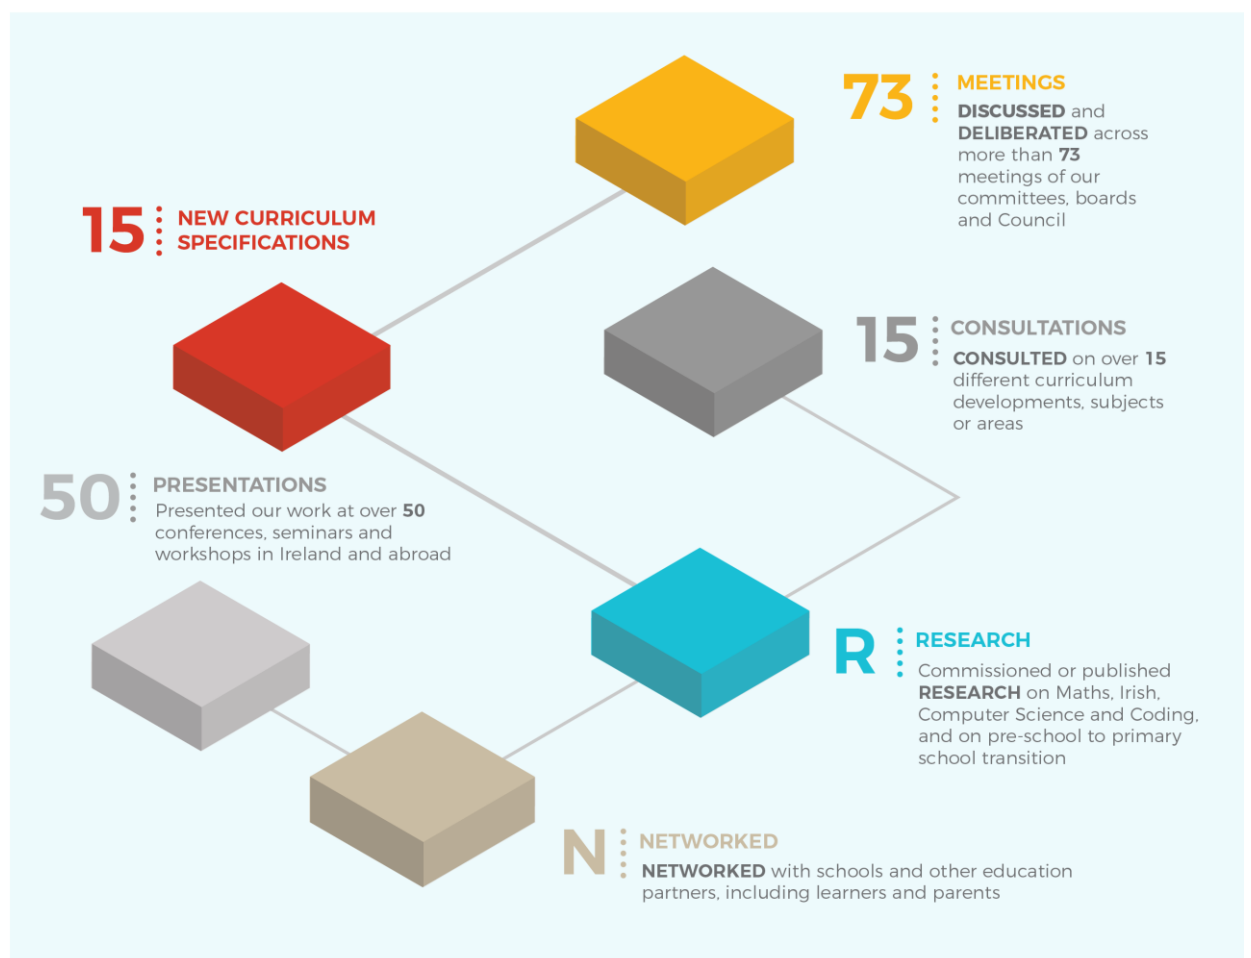 73
MEETINGS
DISCUSSED and
DELIBERATED across
more than 73
meetings of our
committees, boards
and Council
15
NEW CURRICULUM
SPECIFICATIONS
15
CONSULTATIONS
CONSULTED on over 15
different curriculum
developments, subjects
or areas
50
PRESENTATIONS
Presented our work at over 50
conferences, seminars and
workshops in Ireland and abroad
R
RESEARCH
Commissioned or published
RESEARCH on Maths, Irish,
Computer Science and Coding,
and on pre-school to primary
school transition
N
NETWORKED
NETWORKED with schools and other education
partners, including learners and parents